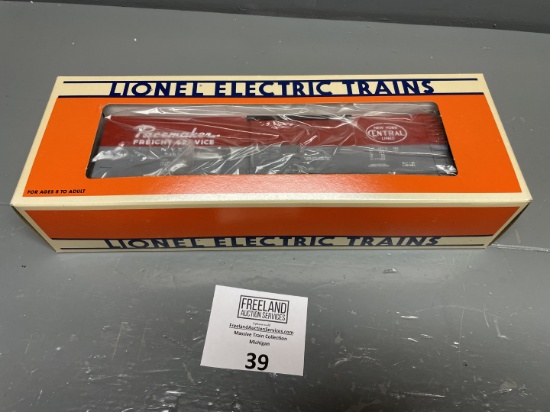 LIONEL ELECTRIC TRAINS
Pacemaker
FREIGHT SERVICE
NEW YORK
CENTRAL
LINES
FOR AGES 8 TO ADULT
LIONEL ELECTRIC TRAINS
FREELAND
AUCTION SERVICES
FreelandAuctionServices.com
Massive Train Collection
Michigan
39